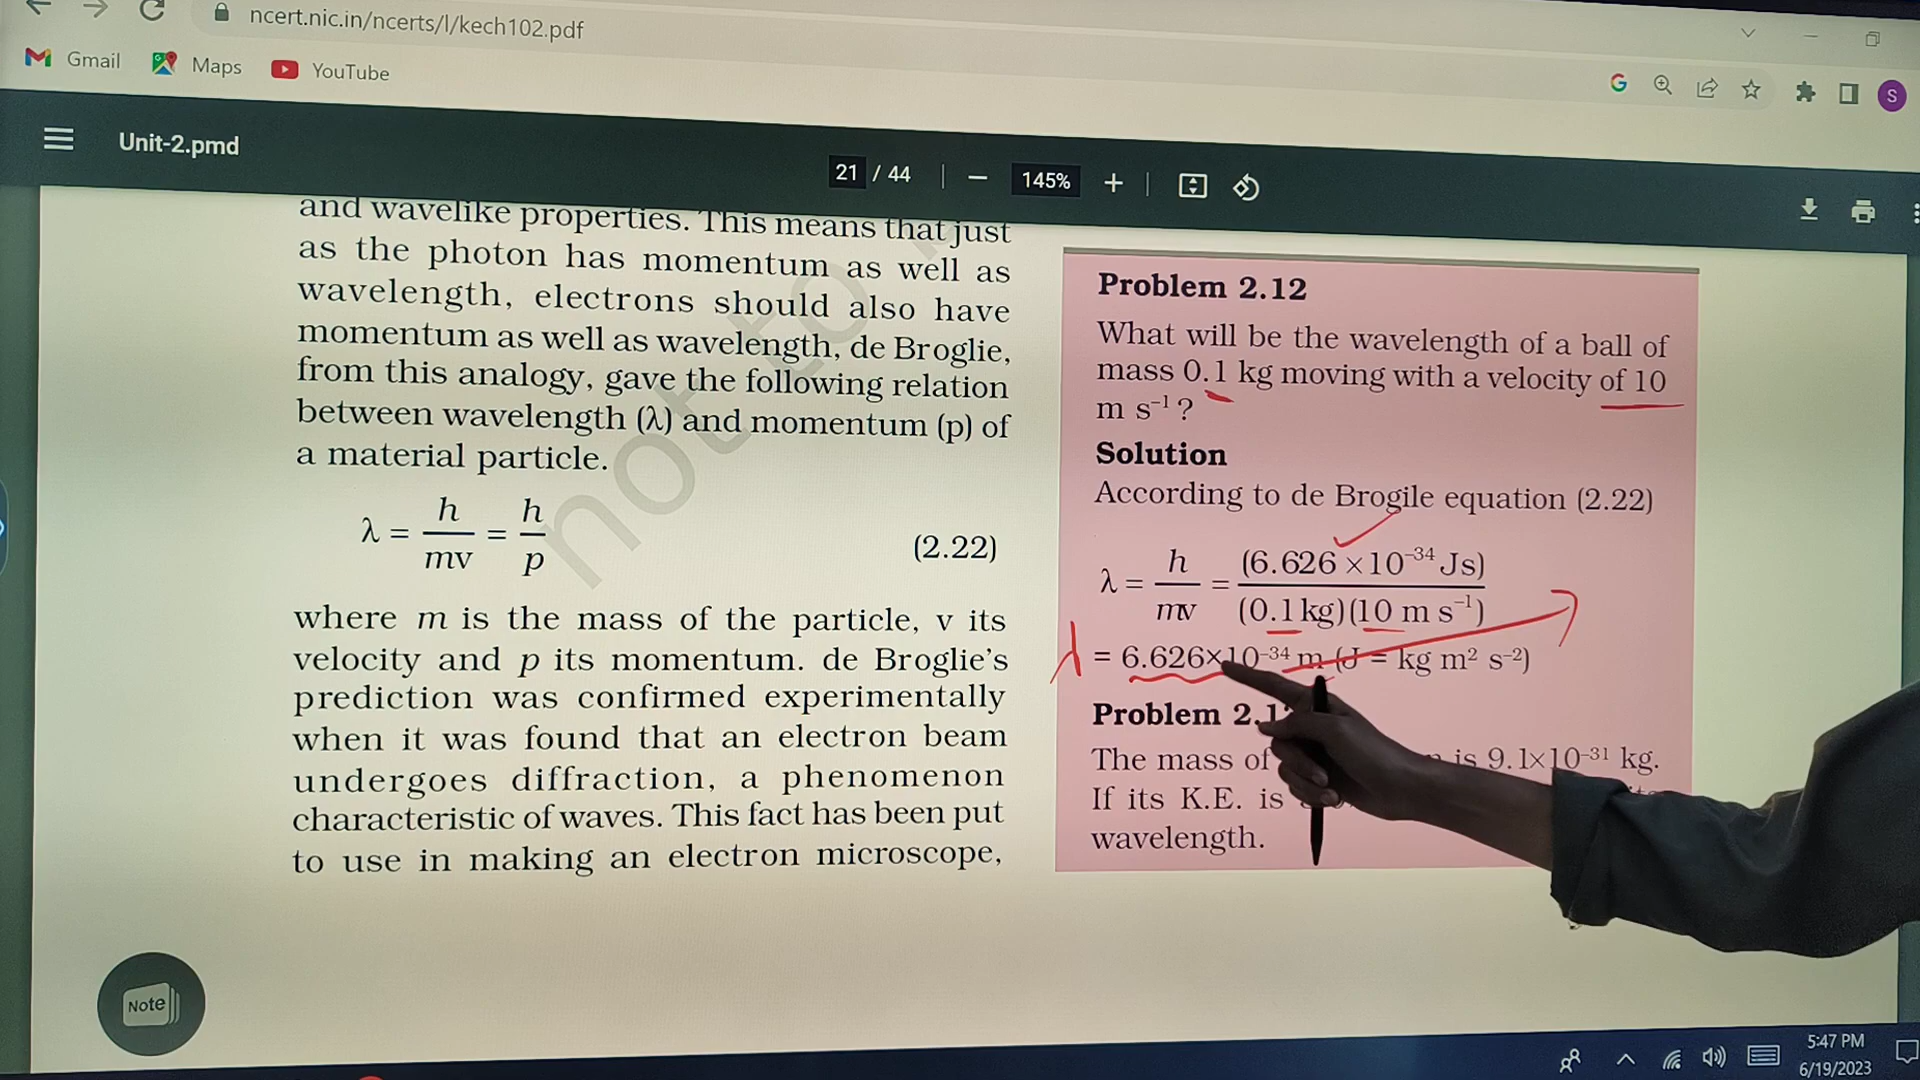 ncert.nic.in/ncerts/l/kech102.pdf
Gmail Maps YouTube
G
S
Unit-2.pmd
21 / 44 − 145% +
and wavelike properties. This means that just
as the photon has momentum as well as
wavelength, electrons should also have
momentum as well as wavelength, de Broglie,
from this analogy, gave the following relation
between wavelength (λ) and momentum (p) of
a material particle.
λ = h/mv = h/p (2.22)
where m is the mass of the particle, v its
velocity and p its momentum. de Broglie's
prediction was confirmed experimentally
when it was found that an electron beam
undergoes diffraction, a phenomenon
characteristic of waves. This fact has been put
to use in making an electron microscope,
not to
Problem 2.12
What will be the wavelength of a ball of
mass 0.1 kg moving with a velocity of 10
m s⁻¹ ?
Solution
According to de Brogile equation (2.22)
λ = h/mv = (6.626 ×10⁻³⁴ Js)/(0.1 kg)(10 m s⁻¹)
λ = 6.626×10⁻³⁴ m (J = kg m² s⁻²)
Problem
The mass of is 9.1×10⁻³¹ kg.
If its K.E. is
wavelength.
Note
5:47 PM
6/19/2023